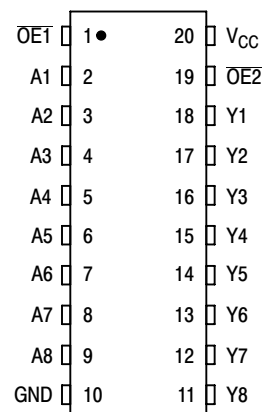 O̅E̅1̅ 1 20 VCC
A1 2 19 O̅E̅2̅
A2 3 18 Y1
A3 4 17 Y2
A4 5 16 Y3
A5 6 15 Y4
A6 7 14 Y5
A7 8 13 Y6
A8 9 12 Y7
GND 10 11 Y8